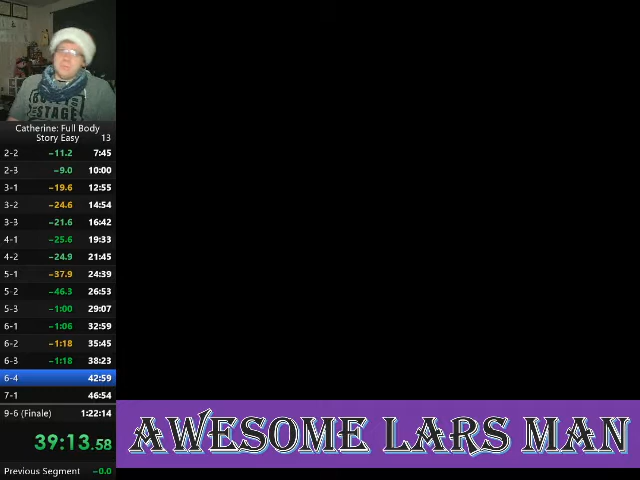 Catherine: Full Body
Story Easy 13
2-2 −11.2 7:45
2-3 −9.0 10:00
3-1 −19.6 12:55
3-2 −24.6 14:54
3-3 −21.6 16:42
4-1 −25.6 19:33
4-2 −24.9 21:45
5-1 −37.9 24:39
5-2 −46.3 26:53
5-3 −1:00 29:07
6-1 −1:06 32:59
6-2 −1:18 35:45
6-3 −1:18 38:23
6-4 42:59
7-1 46:54
9-6 (Finale) 1:22:14
39:13.58
Previous Segment −0.0
AWESOME LARS MAN